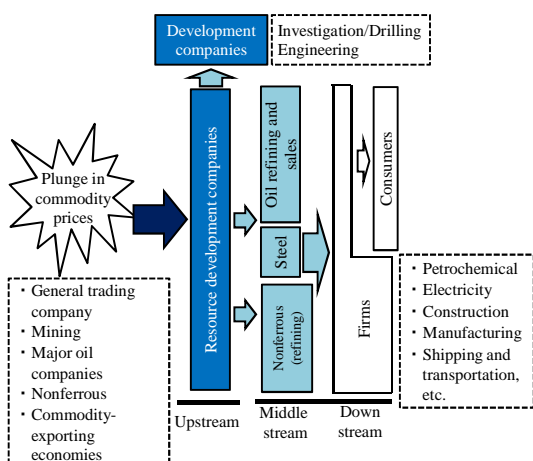 Development
companies
Investigation/Drilling
Engineering
Plunge in
commodity
prices
Resource development companies
Oil refining and
sales
Steel
Nonferrous
(refining)
Firms
Consumers
・General trading
company
・Mining
・Major oil
companies
・Nonferrous
・Commodity-
exporting
economies
・Petrochemical
・Electricity
・Construction
・Manufacturing
・Shipping and
transportation,
etc.
Upstream
Middle
stream
Down
stream